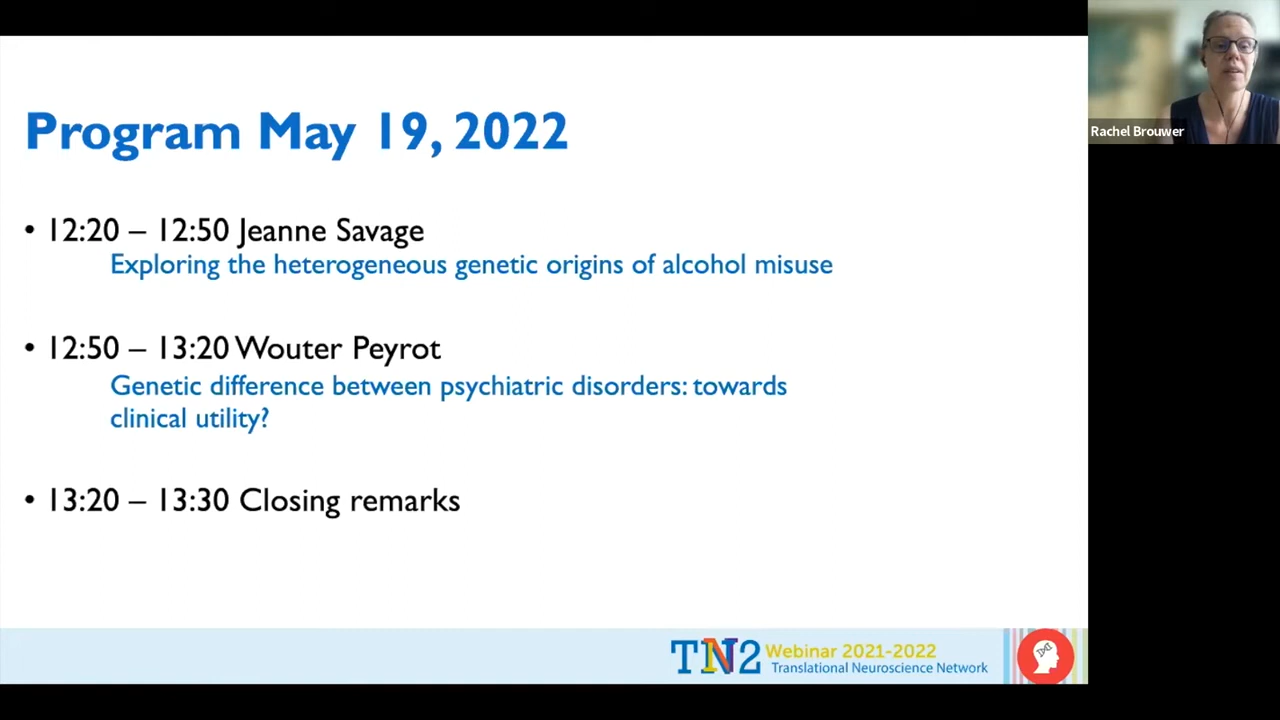 Program May 19, 2022
• 12:20 – 12:50 Jeanne Savage
Exploring the heterogeneous genetic origins of alcohol misuse
• 12:50 – 13:20 Wouter Peyrot
Genetic difference between psychiatric disorders: towards
clinical utility?
• 13:20 – 13:30 Closing remarks
TN2 Webinar 2021-2022
Translational Neuroscience Network
Rachel Brouwer